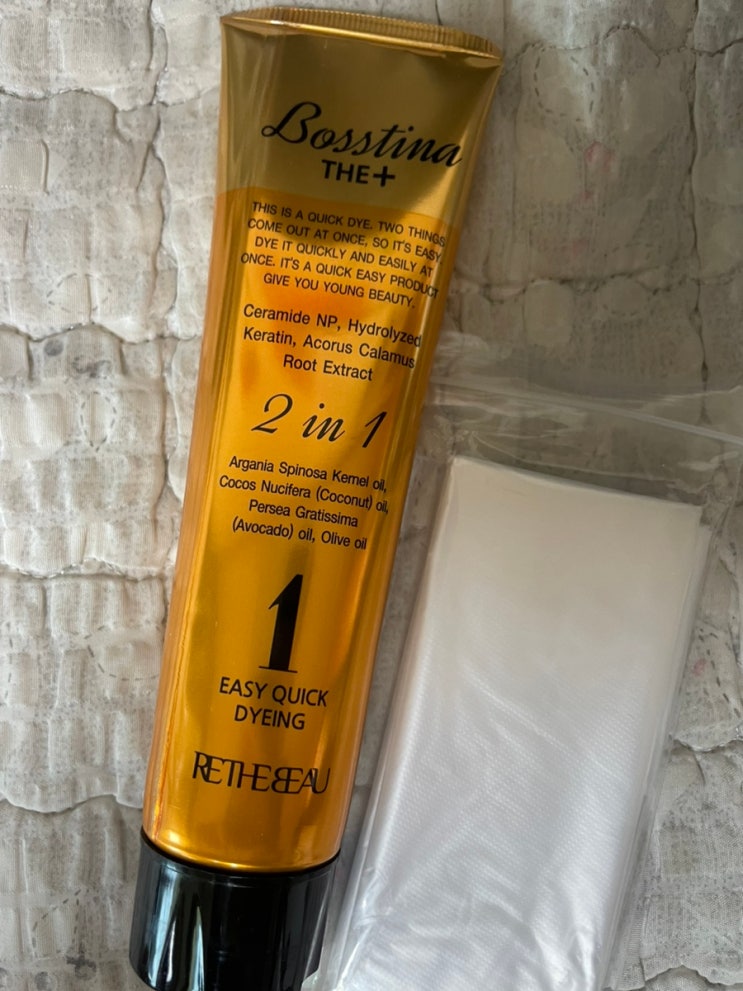 Bosstina
THE+
THIS IS A QUICK DYE. TWO THINGS
COME OUT AT ONCE, SO IT'S EASY
DYE IT QUICKLY AND EASILY AT
ONCE. IT'S A QUICK EASY PRODUCT
GIVE YOU YOUNG BEAUTY.
Ceramide NP, Hydrolyzed
Keratin, Acorus Calamus
Root Extract
2 in 1
Argania Spinosa Kernel oil,
Cocos Nucifera (Coconut) oil,
Persea Gratissima
(Avocado) oil, Olive oil
1
EASY QUICK
DYEING
RETHEBEAU